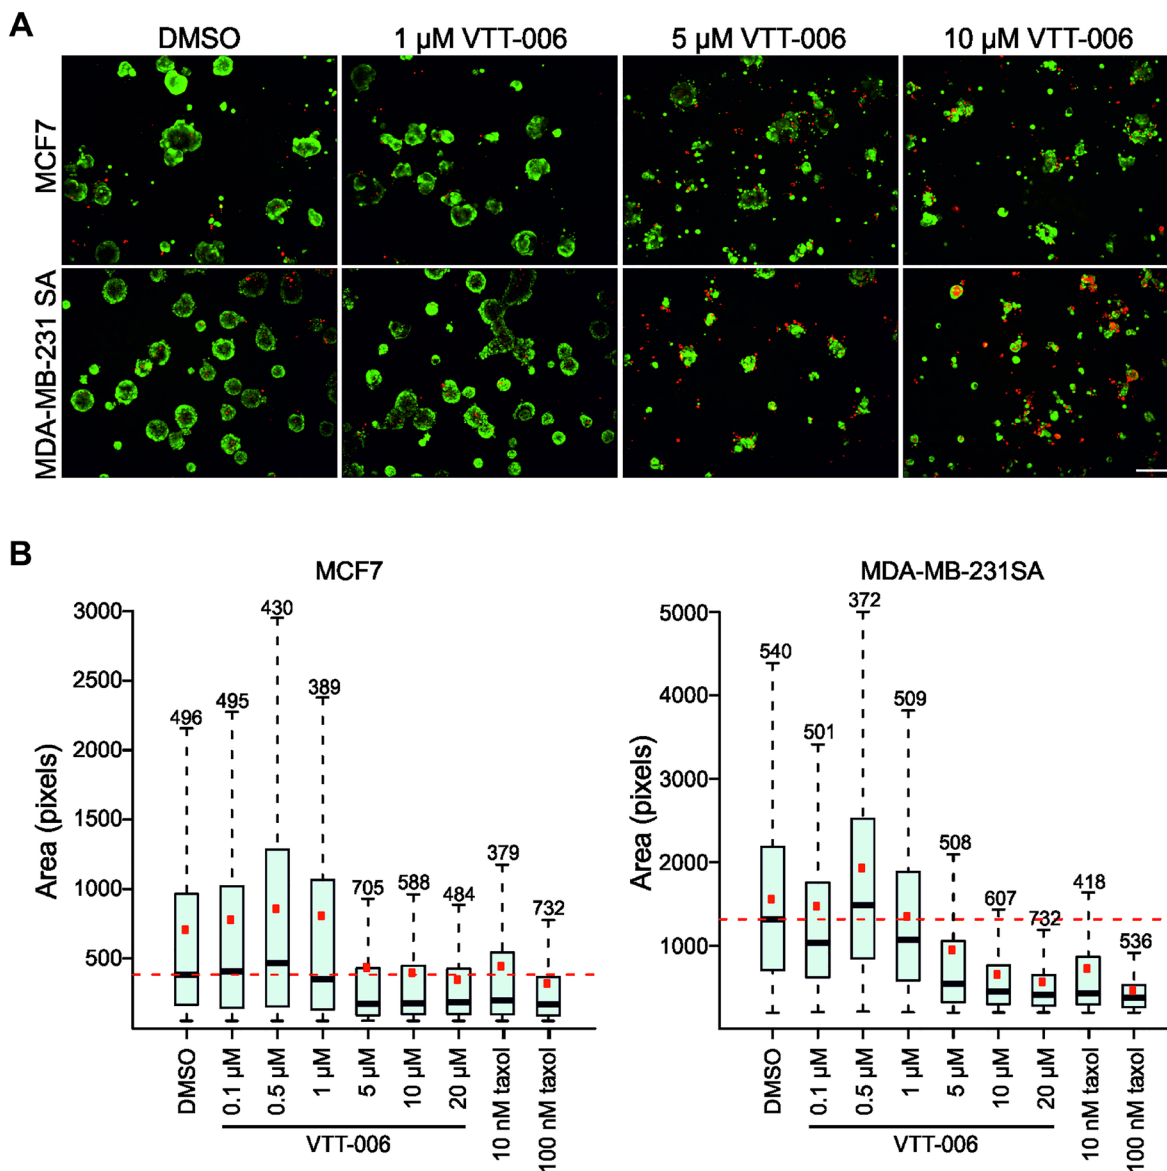 A
DMSO
1 µM VTT-006
5 µM VTT-006
10 µM VTT-006
MCF7
MDA-MB-231 SA
B
MCF7
Area (pixels)
3000
2500
2000
1500
1000
500
496
495
430
389
705
588
484
379
732
DMSO
0.1 µM
0.5 µM
1 µM
5 µM
10 µM
20 µM
10 nM taxol
100 nM taxol
VTT-006
MDA-MB-231SA
Area (pixels)
5000
4000
3000
2000
1000
540
501
372
509
508
607
732
418
536
DMSO
0.1 µM
0.5 µM
1 µM
5 µM
10 µM
20 µM
10 nM taxol
100 nM taxol
VTT-006